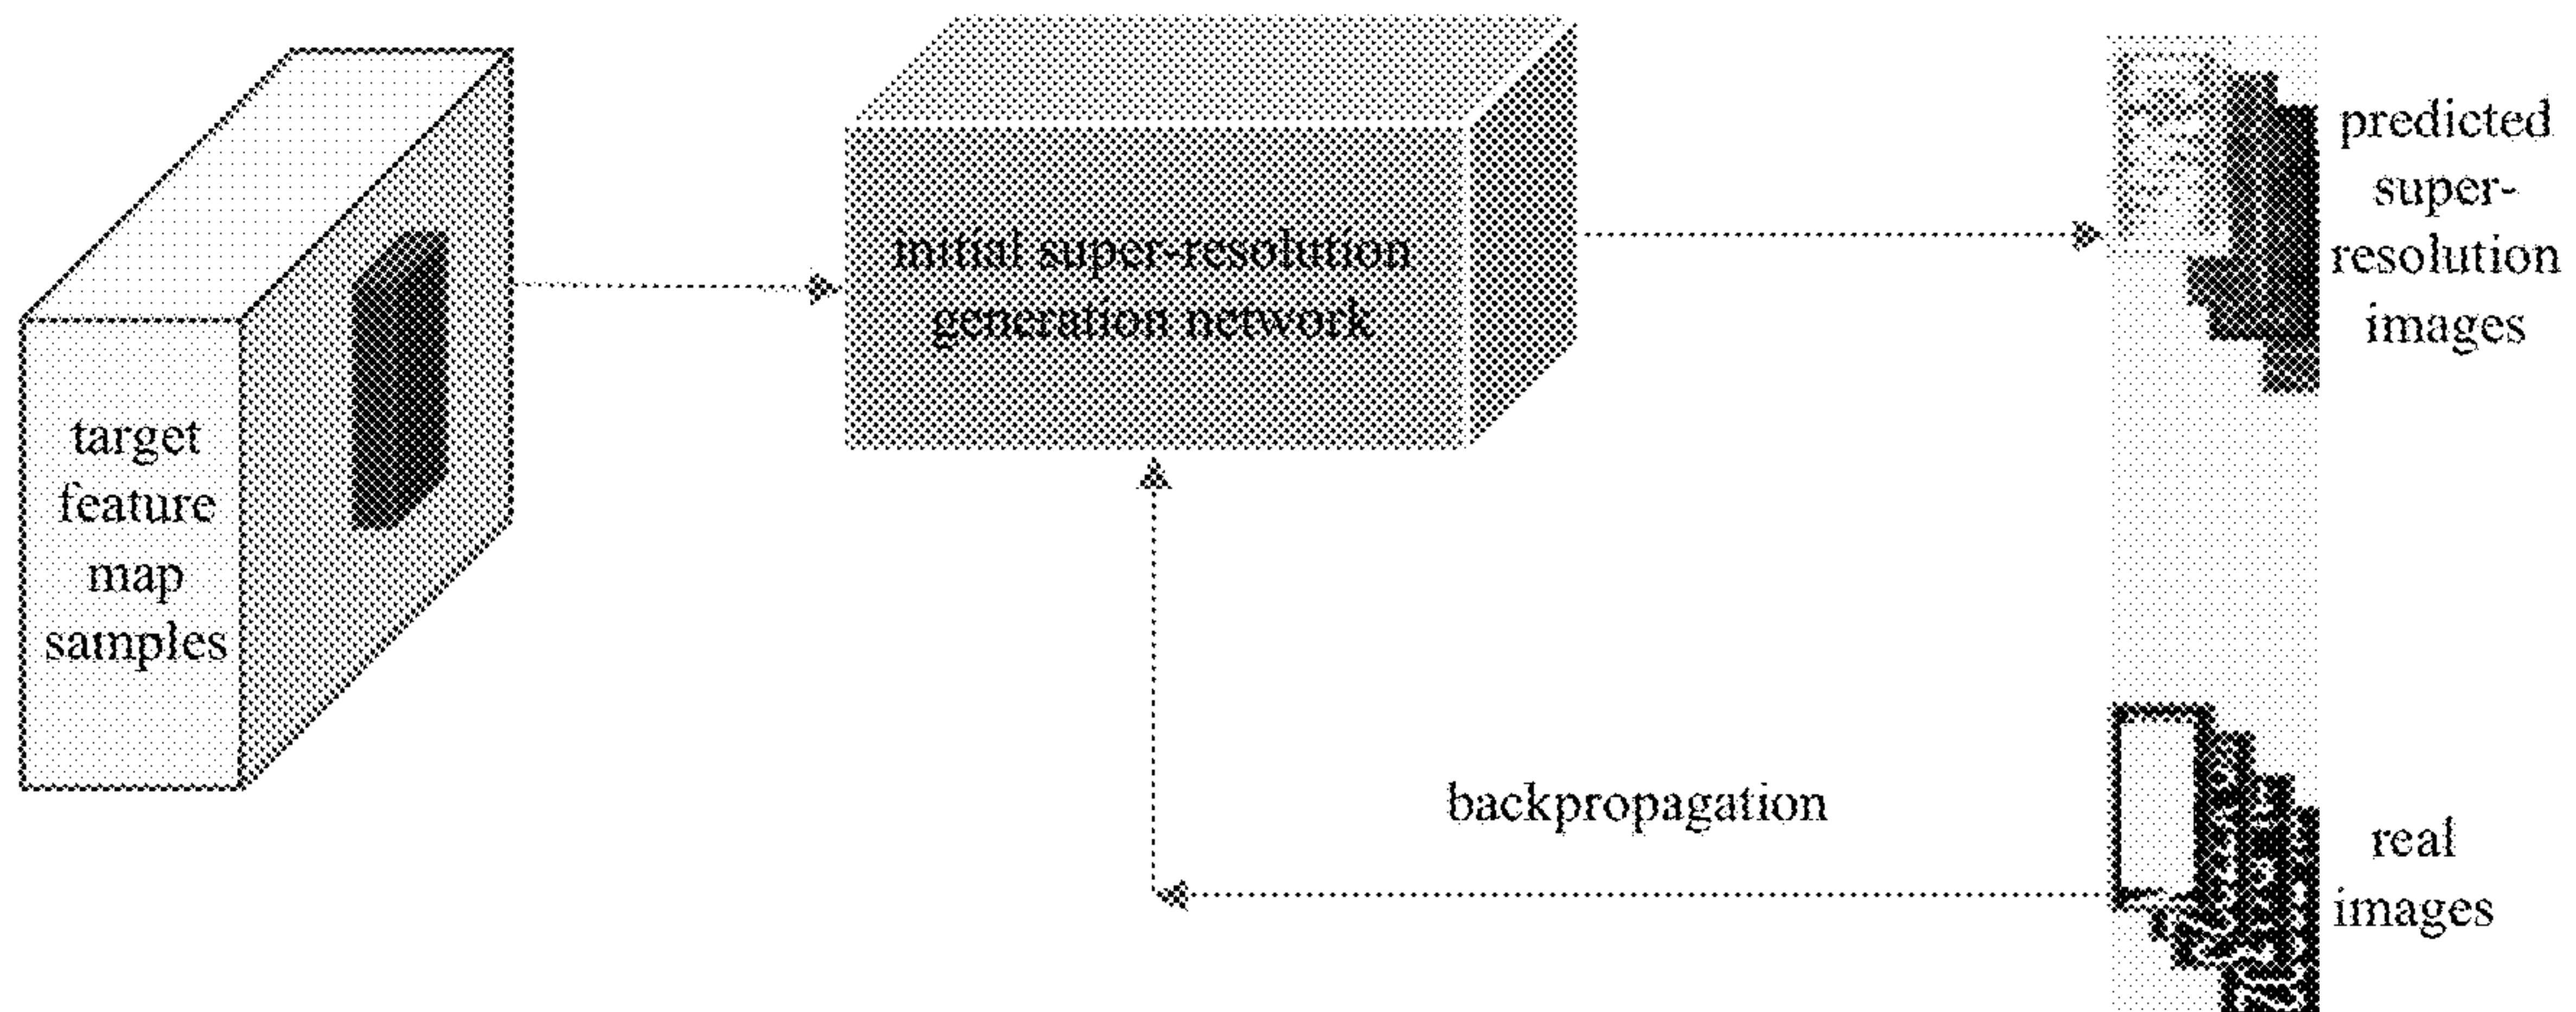 target
feature
map
samples
initial super-resolution
generation network
predicted
super-
resolution
images
backpropagation
real
images